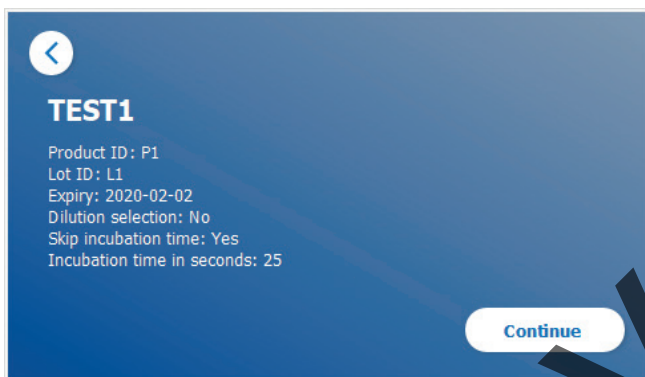 TEST1
Product ID: P1
Lot ID: L1
Expiry: 2020-02-02
Dilution selection: No
Skip incubation time: Yes
Incubation time in seconds: 25
Continue